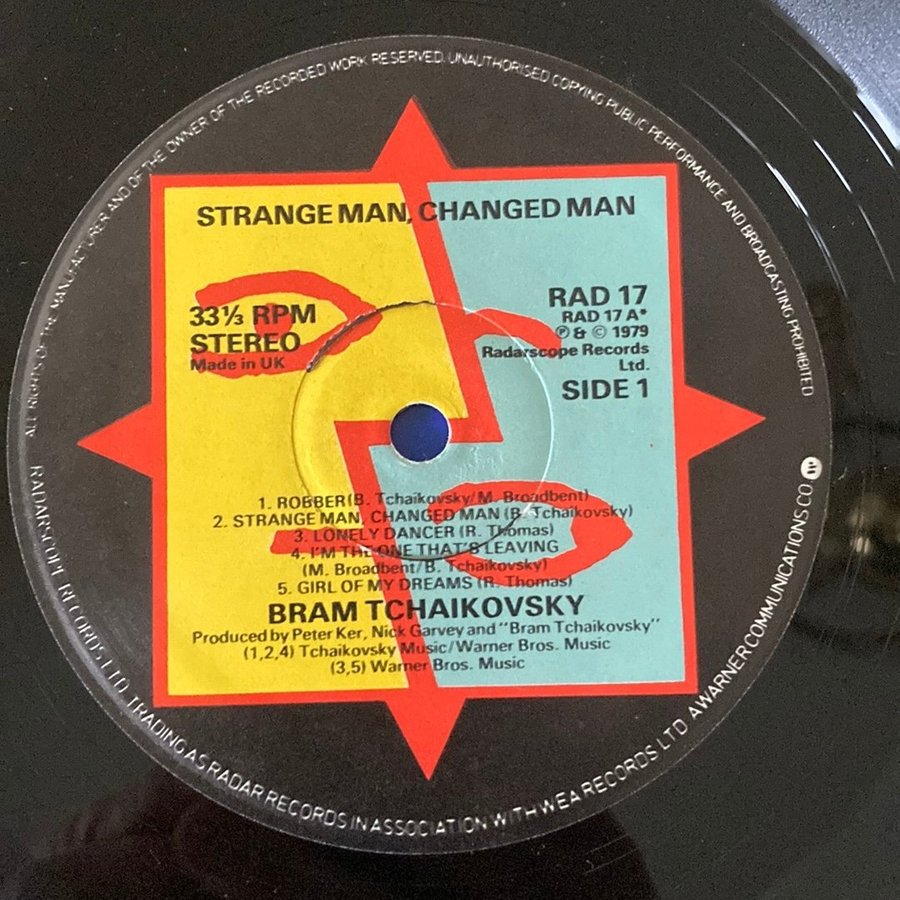 ALL RIGHTS OF THE MANUFACTURER AND OF THE OWNER OF THE RECORDED WORK RESERVED. UNAUTHORISED COPYING PUBLIC PERFORMANCE AND BROADCASTING PROHIBITED
STRANGE MAN, CHANGED MAN
33⅓ RPM
STEREO
Made in UK
RAD 17
RAD 17 A*
℗ & © 1979
Radarscope Records
Ltd.
SIDE 1
1. ROBBER (B. Tchaikovsky/M. Broadbent)
2. STRANGE MAN, CHANGED MAN (B. Tchaikovsky)
3. LONELY DANCER (R. Thomas)
4. I'M THE ONE THAT'S LEAVING
(M. Broadbent/B. Tchaikovsky)
5. GIRL OF MY DREAMS (R. Thomas)
BRAM TCHAIKOVSKY
Produced by Peter Ker, Nick Garvey and "Bram Tchaikovsky"
(1,2,4) Tchaikovsky Music/Warner Bros. Music
(3,5) Warner Bros. Music
RADARSCOPE RECORDS LTD. TRADING AS RADAR RECORDS IN ASSOCIATION WITH WEA RECORDS LTD. A WARNER COMMUNICATIONS CO.